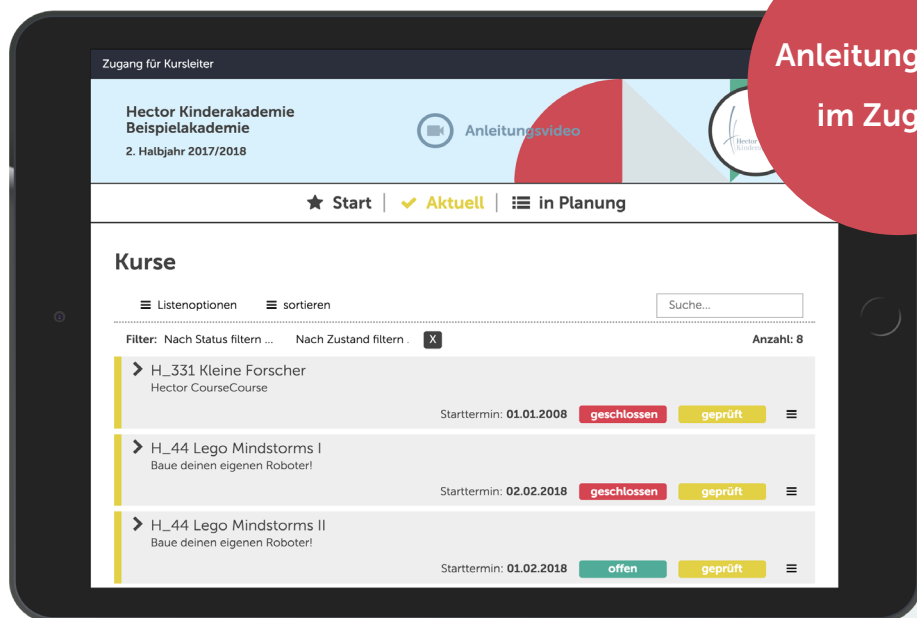 Zugang für Kursleiter
Anleitung
im Zug
Hector Kinderakademie
Beispielakademie
2. Halbjahr 2017/2018
Anleitungsvideo
Hector
Kinder
Start
Aktuell
in Planung
Kurse
Listenoptionen
sortieren
Suche...
Filter: Nach Status filtern ... Nach Zustand filtern . X
Anzahl: 8
H_331 Kleine Forscher
Hector CourseCourse
Starttermin: 01.01.2008 geschlossen geprüft
H_44 Lego Mindstorms I
Baue deinen eigenen Roboter!
Starttermin: 02.02.2018 geschlossen geprüft
H_44 Lego Mindstorms II
Baue deinen eigenen Roboter!
Starttermin: 01.02.2018 offen geprüft